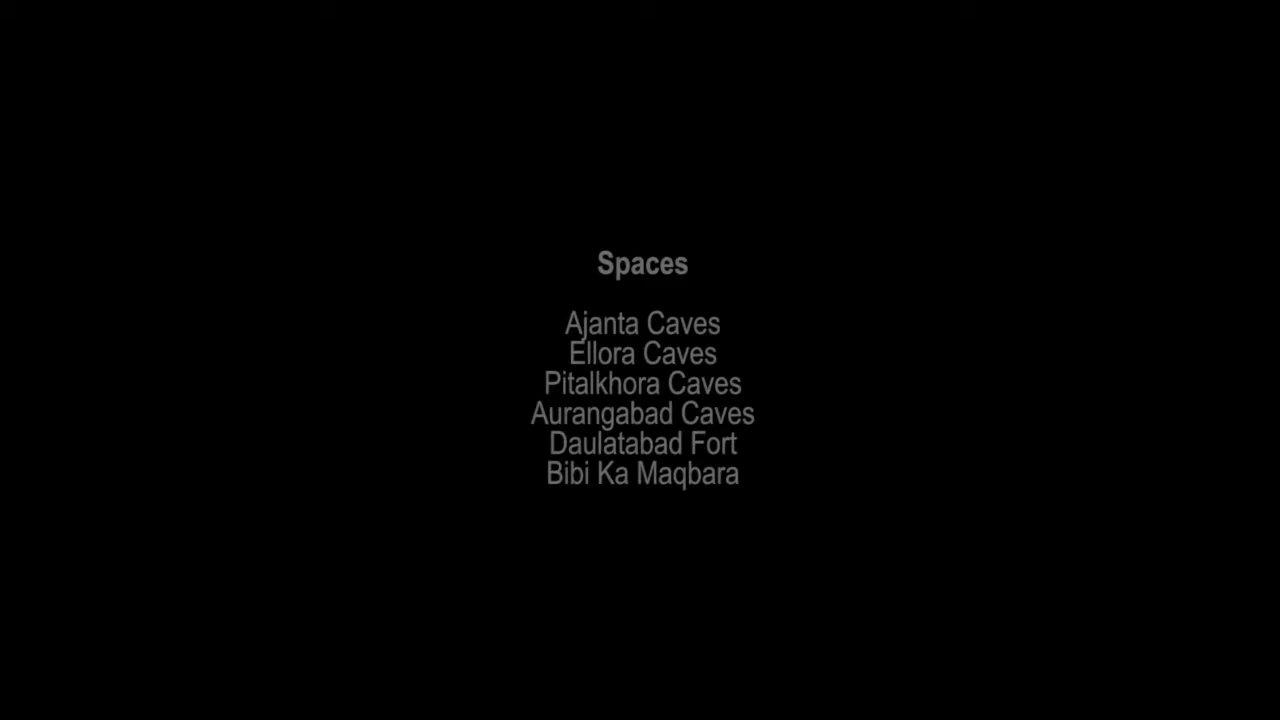 Spaces
Ajanta Caves
Ellora Caves
Pitalkhora Caves
Aurangabad Caves
Daulatabad Fort
Bibi Ka Maqbara